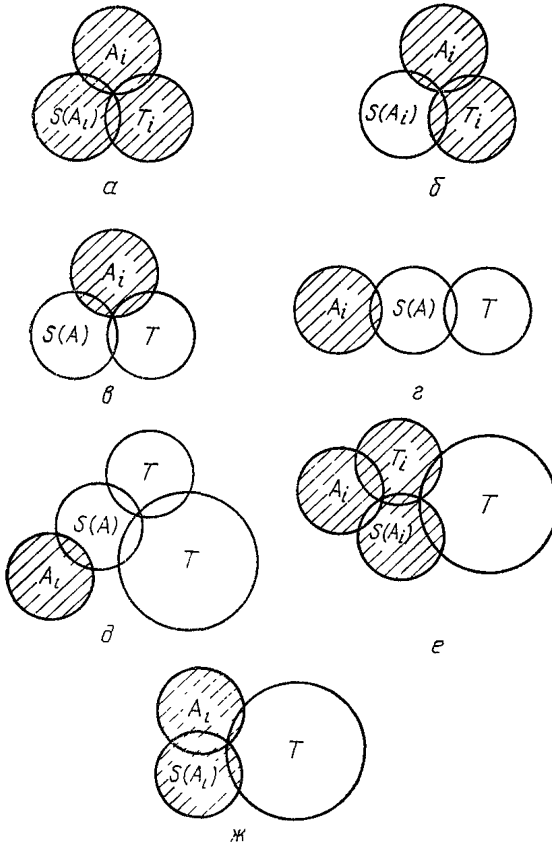 A_i A_i
S(A_i) T_i S(A_i) T_i
а б
A_i
S(A) T A_i S(A) T
в г
T T_i
A_i T
S(A) S(A_i)
T
A_i
д е
A_i
T
S(A_i)
ж